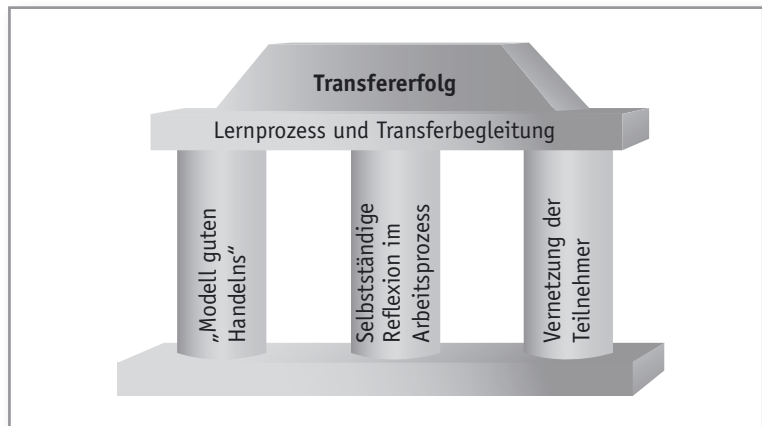 Transfererfolg
Lernprozess und Transferbegleitung
„Modell guten
Handelns“
Selbstständige
Reflexion im
Arbeitsprozess
Vernetzung der
Teilnehmer